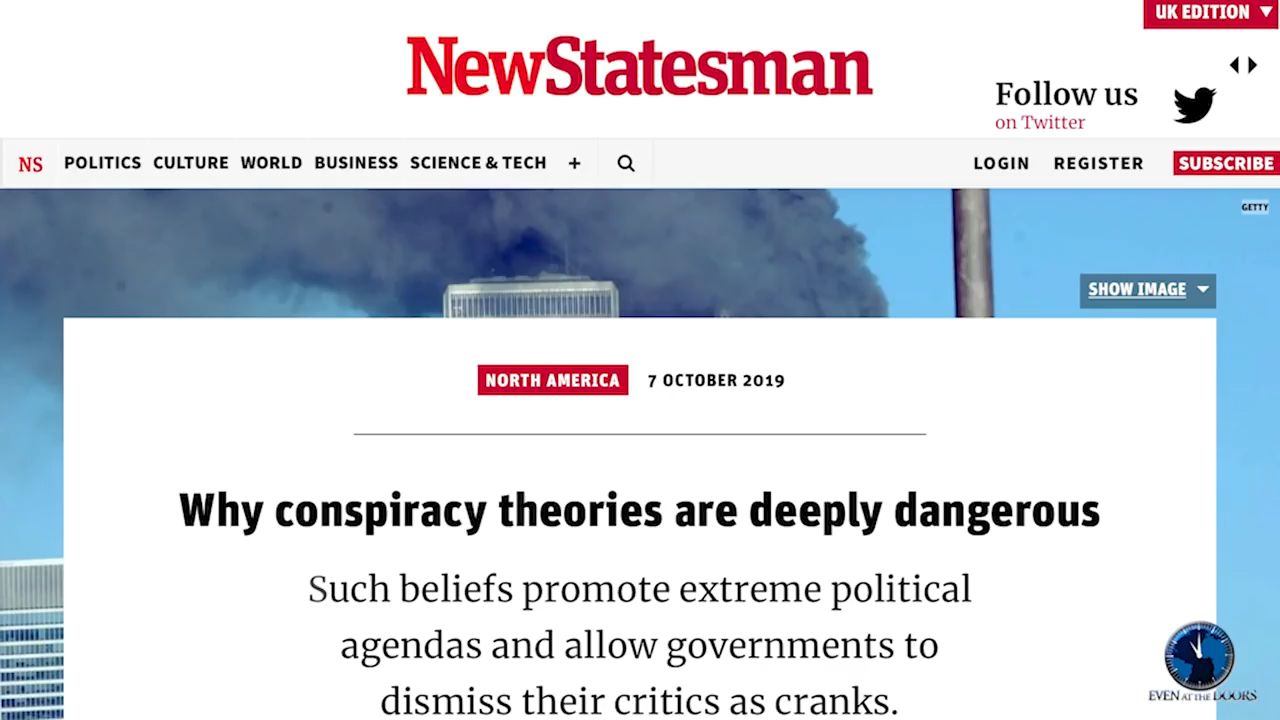 UK EDITION
NewStatesman
Follow us
on Twitter
NS POLITICS CULTURE WORLD BUSINESS SCIENCE & TECH + LOGIN REGISTER SUBSCRIBE
GETTY
SHOW IMAGE
NORTH AMERICA 7 OCTOBER 2019
Why conspiracy theories are deeply dangerous
Such beliefs promote extreme political
agendas and allow governments to
dismiss their critics as cranks.
EVEN AT THE DOORS